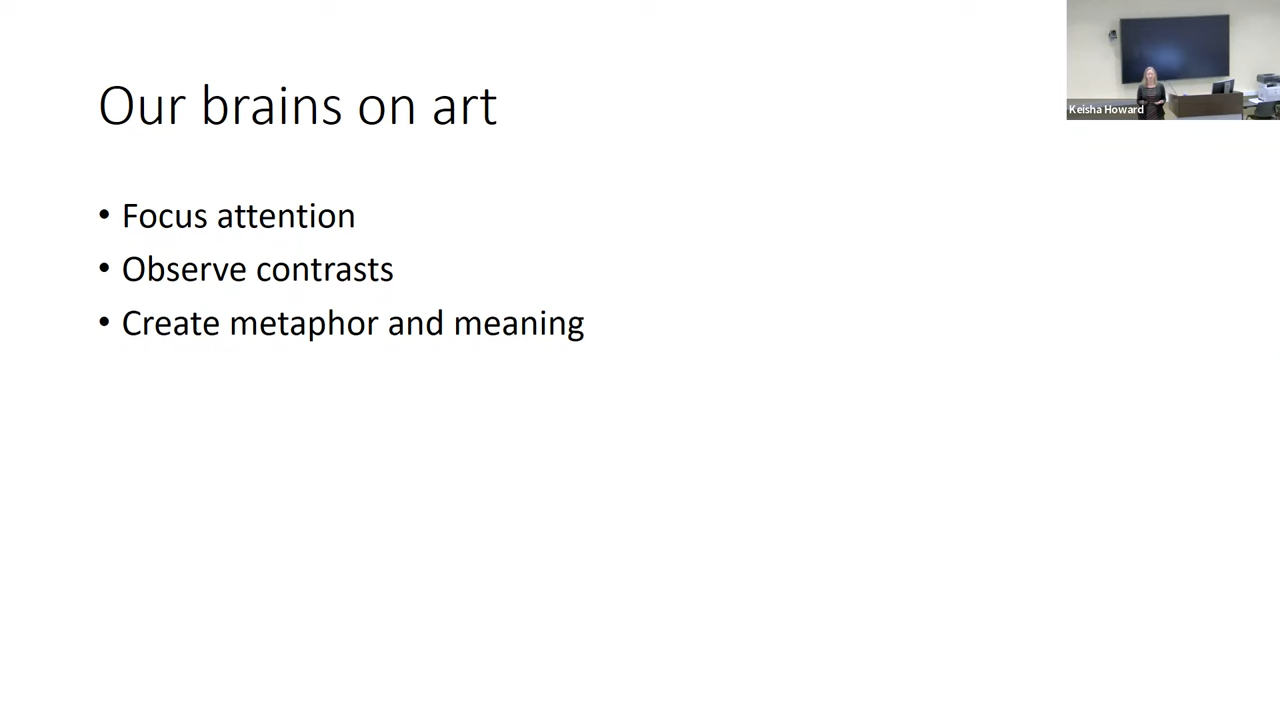 Our brains on art
Keisha Howard
• Focus attention
• Observe contrasts
• Create metaphor and meaning